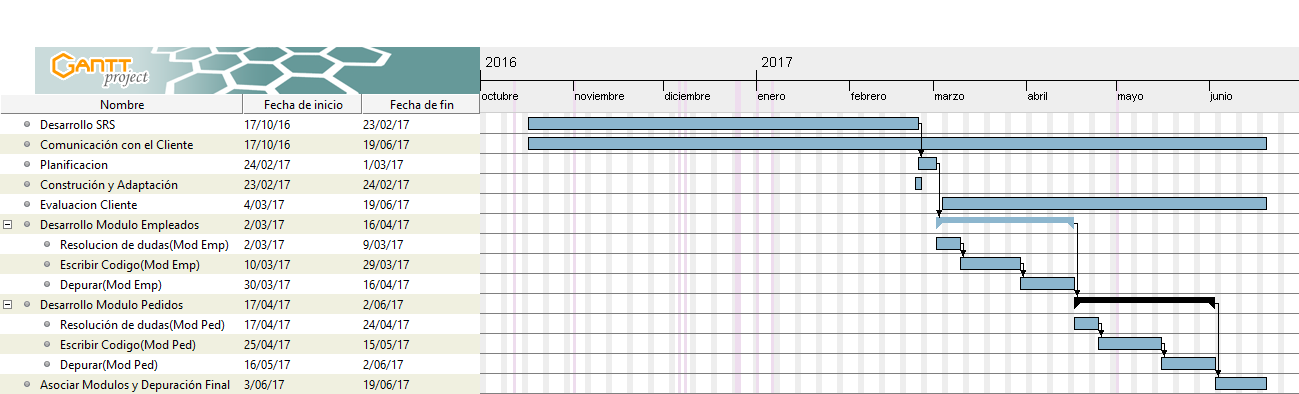 GANTT
project
2016
2017
octubre noviembre diciembre enero febrero marzo abril mayo junio
Nombre Fecha de inicio Fecha de fin
Desarrollo SRS 17/10/16 23/02/17
Comunicación con el Cliente 17/10/16 19/06/17
Planificacion 24/02/17 1/03/17
Construción y Adaptación 23/02/17 24/02/17
Evaluacion Cliente 4/03/17 19/06/17
Desarrollo Modulo Empleados 2/03/17 16/04/17
Resolucion de dudas(Mod Emp) 2/03/17 9/03/17
Escribir Codigo(Mod Emp) 10/03/17 29/03/17
Depurar(Mod Emp) 30/03/17 16/04/17
Desarrollo Modulo Pedidos 17/04/17 2/06/17
Resolución de dudas(Mod Ped) 17/04/17 24/04/17
Escribir Codigo(Mod Ped) 25/04/17 15/05/17
Depurar(Mod Ped) 16/05/17 2/06/17
Asociar Modulos y Depuración Final 3/06/17 19/06/17